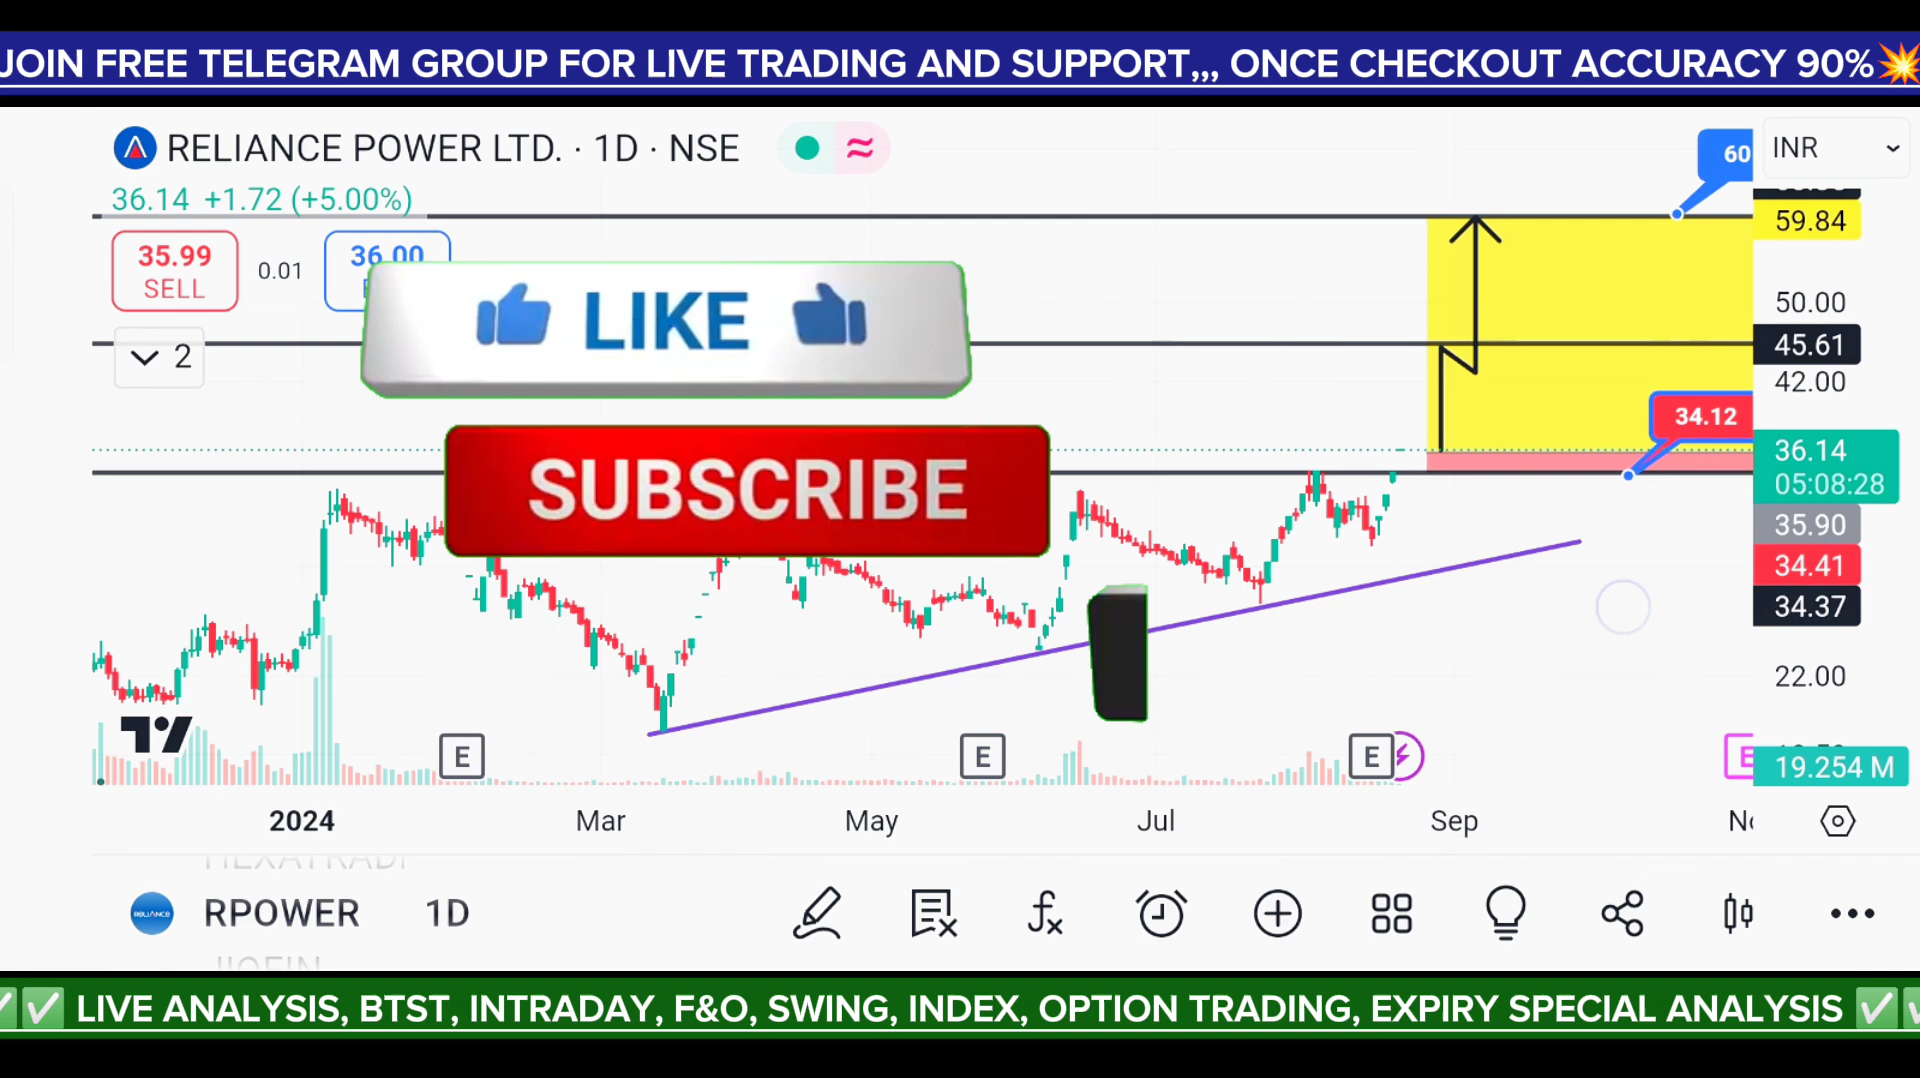 JOIN FREE TELEGRAM GROUP FOR LIVE TRADING AND SUPPORT,,, ONCE CHECKOUT ACCURACY 90%💥
RELIANCE POWER LTD. · 1D · NSE
36.14 +1.72 (+5.00%)
35.99
SELL
0.01
36.00
2
LIKE
SUBSCRIBE
60
INR
59.84
50.00
45.61
42.00
34.12
36.14
05:08:28
35.90
34.41
34.37
22.00
19.254 M
E
E
E
E
2024
Mar
May
Jul
Sep
RELIANCE
RPOWER 1D
✅✅ LIVE ANALYSIS, BTST, INTRADAY, F&O, SWING, INDEX, OPTION TRADING, EXPIRY SPECIAL ANALYSIS ✅✅